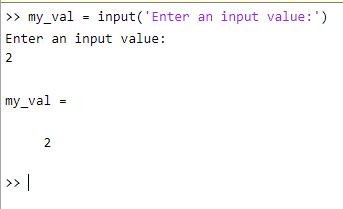 >> my_val = input('Enter an input value:')
Enter an input value:
2
my_val =
2
>>